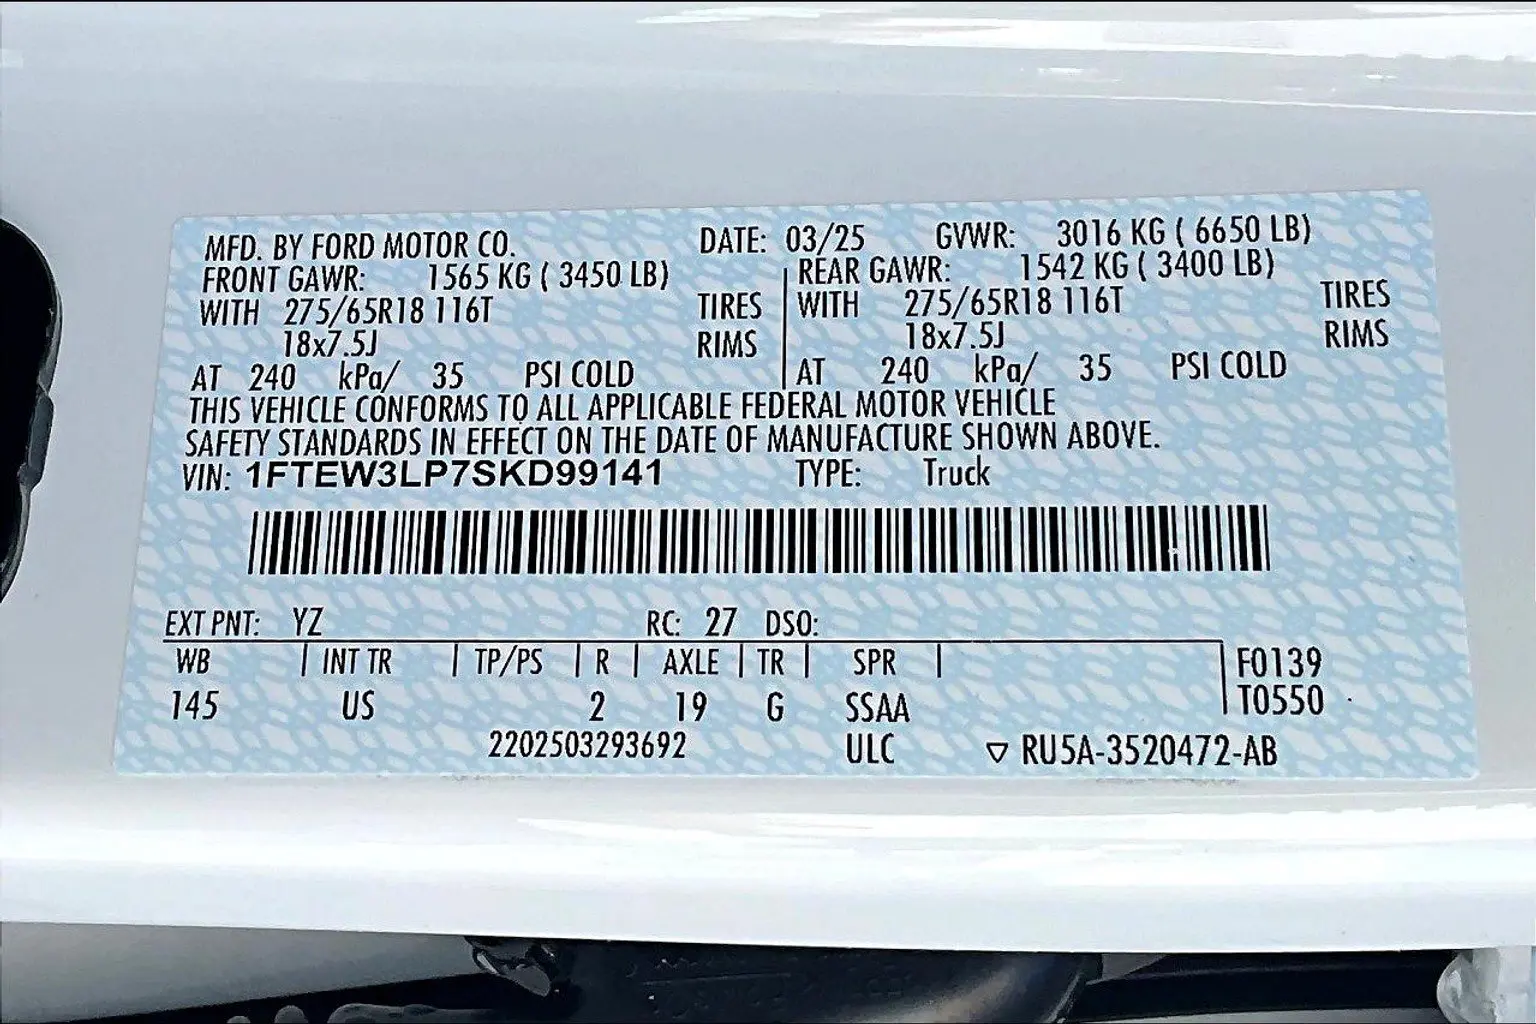 MFD. BY FORD MOTOR CO. DATE: 03/25 GVWR: 3016 KG ( 6650 LB)
FRONT GAWR: 1565 KG ( 3450 LB) REAR GAWR: 1542 KG ( 3400 LB)
WITH 275/65R18 116T TIRES WITH 275/65R18 116T TIRES
18x7.5J RIMS 18x7.5J RIMS
AT 240 kPa/ 35 PSI COLD AT 240 kPa/ 35 PSI COLD
THIS VEHICLE CONFORMS TO ALL APPLICABLE FEDERAL MOTOR VEHICLE
SAFETY STANDARDS IN EFFECT ON THE DATE OF MANUFACTURE SHOWN ABOVE.
VIN: 1FTEW3LP7SKD99141 TYPE: Truck
EXT PNT: YZ RC: 27 DSO:
WB | INT TR | TP/PS | R | AXLE | TR | SPR | F0139
145 US 2 19 G SSAA T0550
2202503293692 ULC ▽ RU5A-3520472-AB